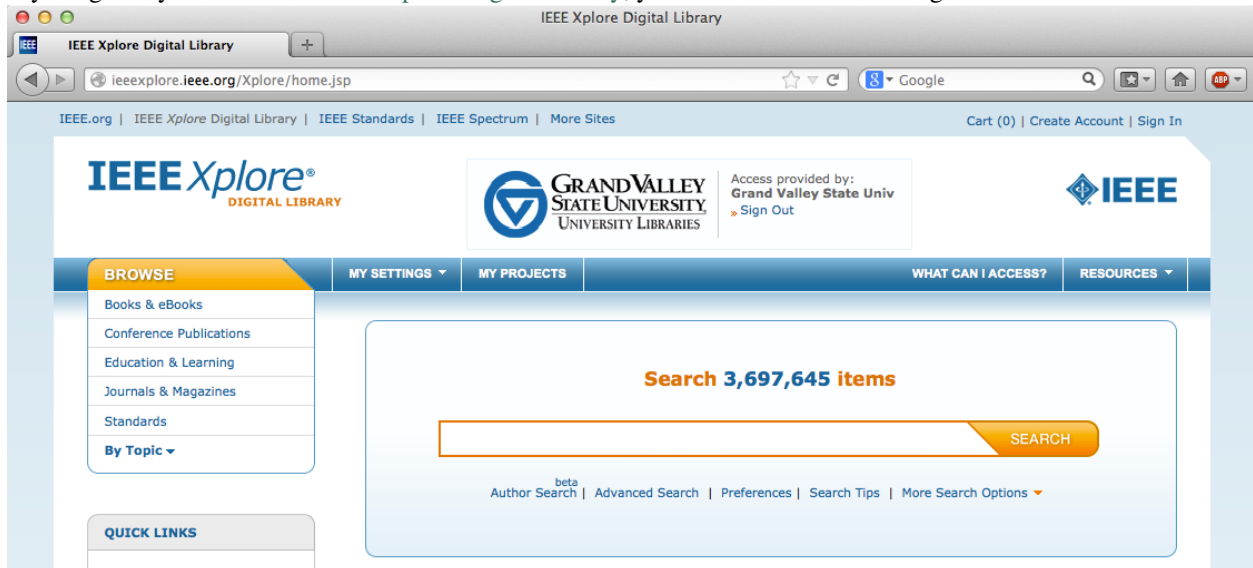 IEEE Xplore Digital Library
IEEE IEEE Xplore Digital Library +
ieeexplore.ieee.org/Xplore/home.jsp Google ABP
IEEE.org | IEEE Xplore Digital Library | IEEE Standards | IEEE Spectrum | More Sites Cart (0) | Create Account | Sign In
IEEE Xplore®
DIGITAL LIBRARY
GRAND VALLEY
STATE UNIVERSITY
UNIVERSITY LIBRARIES
Access provided by:
Grand Valley State Univ
» Sign Out
IEEE
BROWSE MY SETTINGS MY PROJECTS WHAT CAN I ACCESS? RESOURCES
Books & eBooks
Conference Publications
Education & Learning
Journals & Magazines
Standards
By Topic
Search 3,697,645 items
SEARCH
beta
Author Search | Advanced Search | Preferences | Search Tips | More Search Options
QUICK LINKS